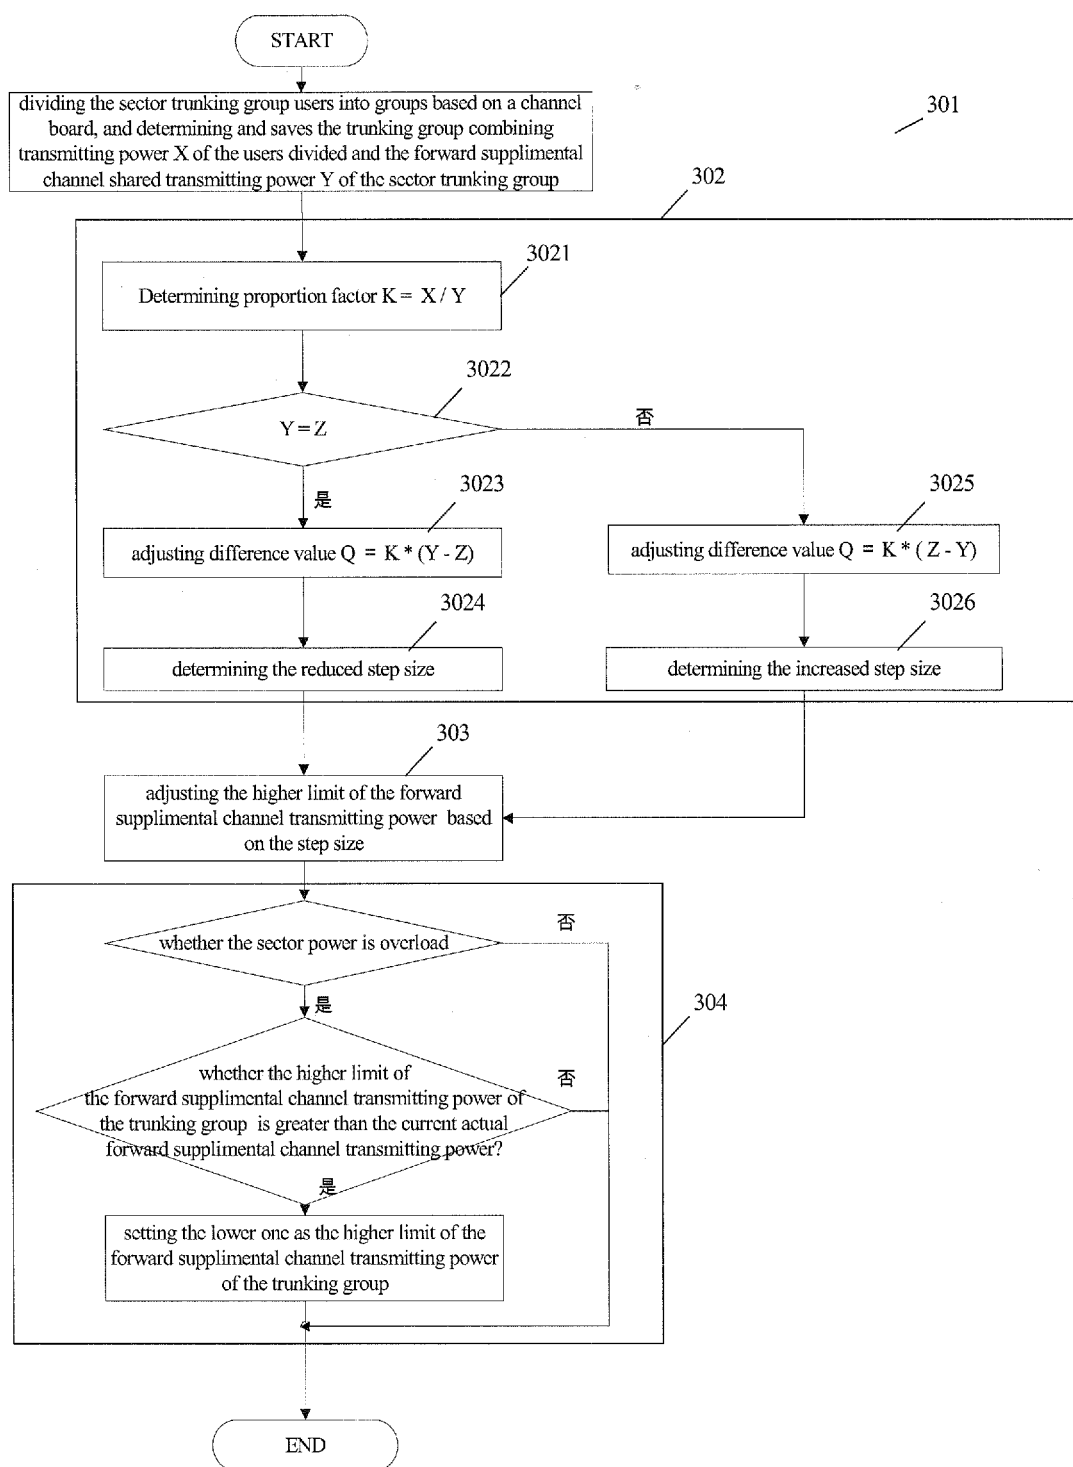 START
dividing the sector trunking group users into groups based on a channel
board, and determining and saves the trunking group combining
transmitting power X of the users divided and the forward supplimental
channel shared transmitting power Y of the sector trunking group
301
302
3021
Determining proportion factor K = X / Y
3022
Y = Z
否
是
3023
adjusting difference value Q = K * (Y - Z)
3025
adjusting difference value Q = K * ( Z - Y)
3024
determining the reduced step size
3026
determining the increased step size
303
adjusting the higher limit of the forward
supplimental channel transmitting power based
on the step size
whether the sector power is overload
否
是
304
whether the higher limit of
the forward supplimental channel transmitting power of
the trunking group is greater than the current actual
forward supplimental channel transmitting power?
否
是
setting the lower one as the higher limit of the
forward supplimental channel transmitting power
of the trunking group
END